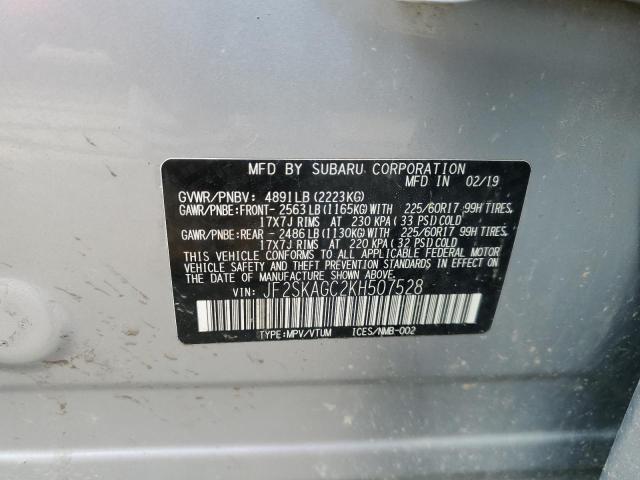 MFD BY SUBARU CORPORATION
MFD IN 02/19
GVWR/PNBV: 4891LB (2223KG)
GAWR/PNBE:FRONT- 2563LB (1165KG) WITH 225/60R17 99H TIRES,
17X7J RIMS AT 230 KPA (33 PSI) COLD
GAWR/PNBE:REAR - 2486LB (1130KG) WITH 225/60R17 99H TIRES,
17X7J RIMS AT 220 KPA (32 PSI) COLD
THIS VEHICLE CONFORMS TO ALL APPLICABLE FEDERAL MOTOR
VEHICLE SAFETY AND THEFT PREVENTION STANDARDS IN EFFECT ON
THE DATE OF MANUFACTURE SHOWN ABOVE.
VIN: JF2SKAGC2KH507528
TYPE:MPV/VTUM ICES/NMB-002